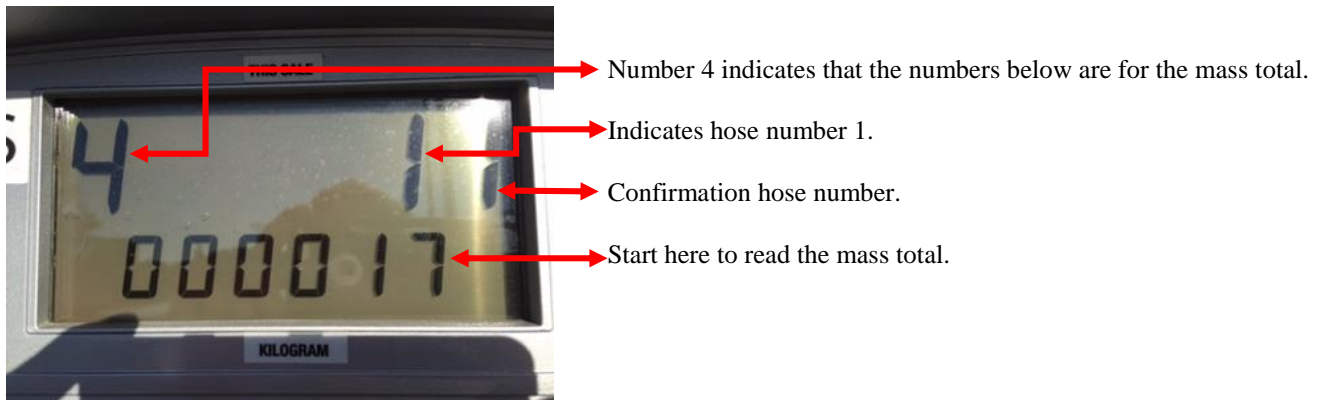 THIS SALE
Number 4 indicates that the numbers below are for the mass total.
4 1 1
Indicates hose number 1.
Confirmation hose number.
000017
Start here to read the mass total.
KILOGRAM